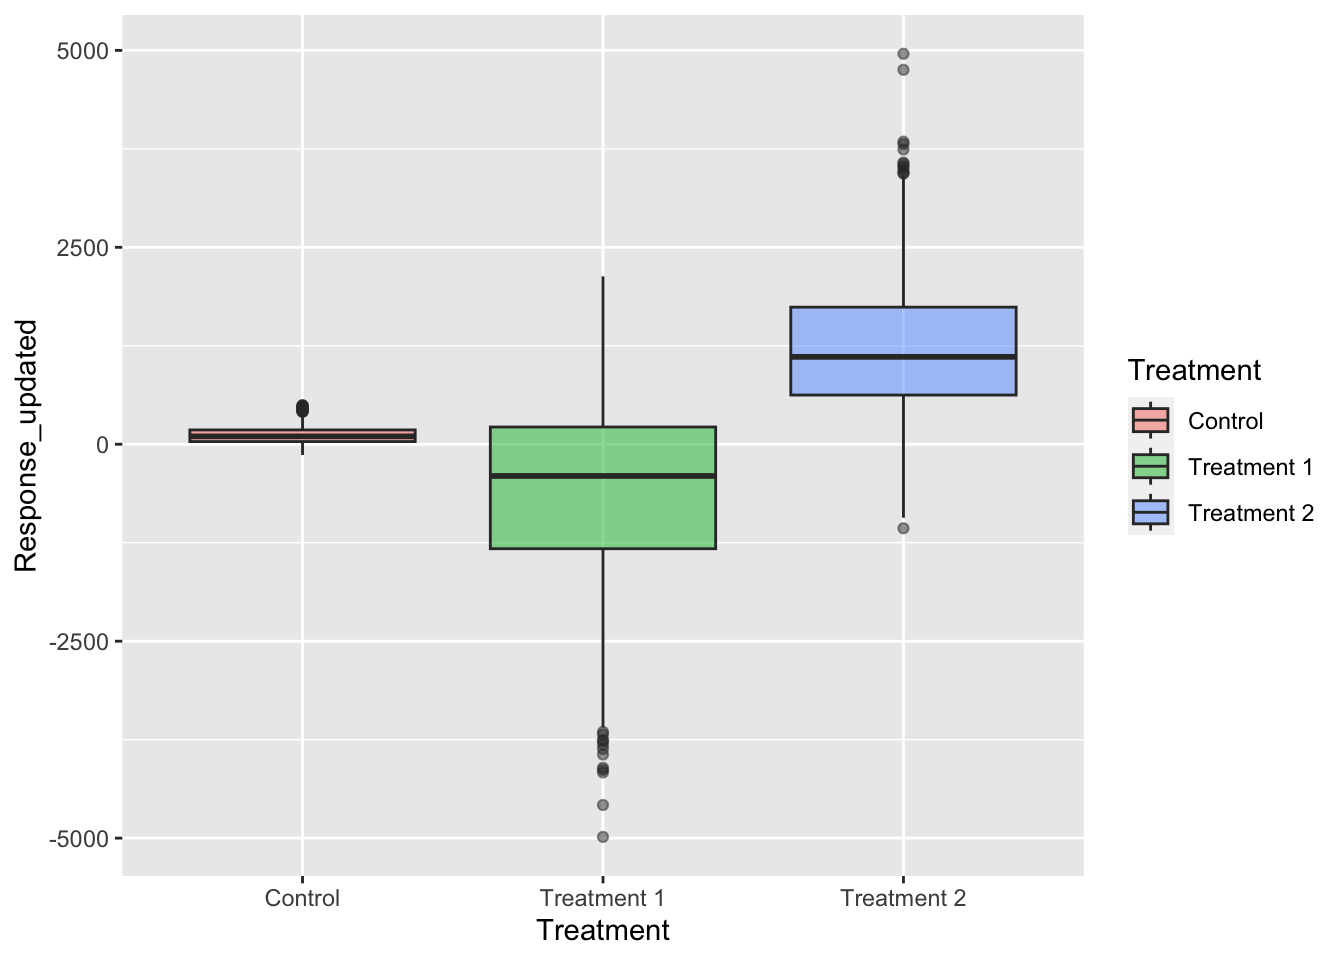 Response_updated
5000
2500
0
-2500
-5000
Control
Treatment 1
Treatment 2
Treatment
Treatment
Control
Treatment 1
Treatment 2